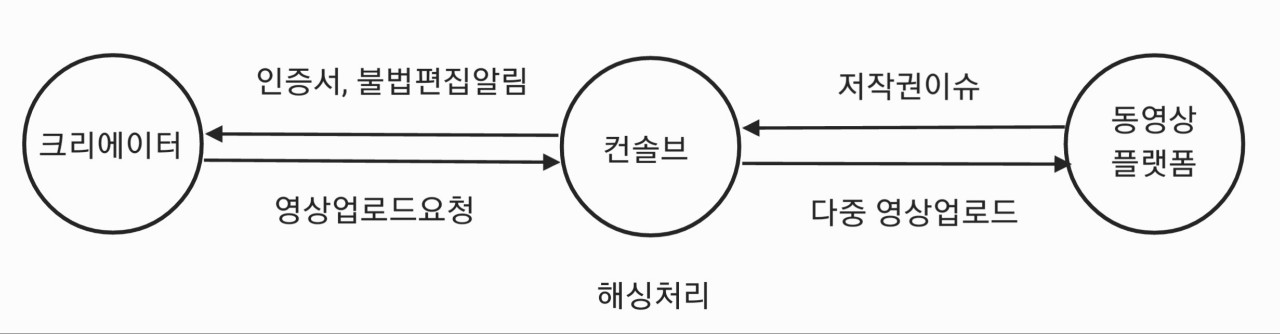 인증서, 불법편집알림
저작권이슈
크리에이터
컨솔브
동영상
플랫폼
영상업로드요청
다중 영상업로드
해싱처리